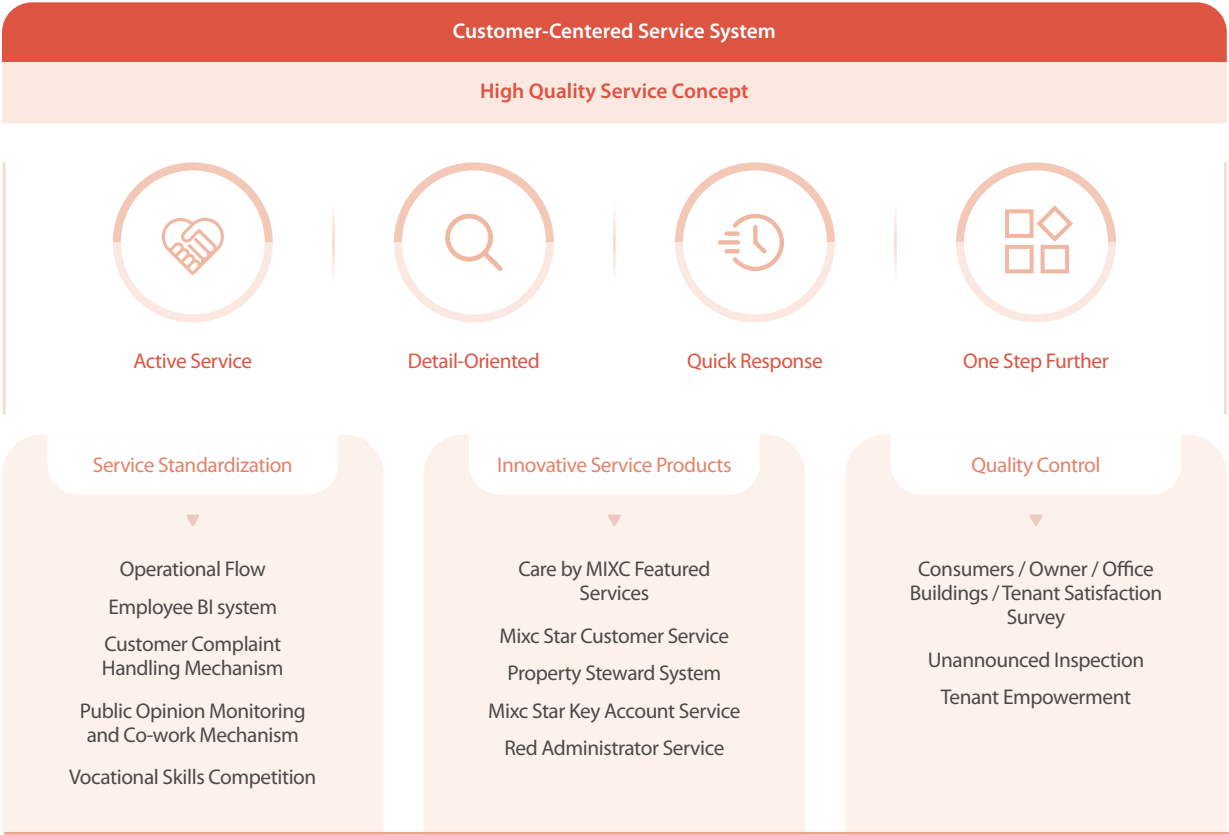 Customer-Centered Service System
High Quality Service Concept
Active Service
Detail-Oriented
Quick Response
One Step Further
Service Standardization
Operational Flow
Employee BI system
Customer Complaint
Handling Mechanism
Public Opinion Monitoring
and Co-work Mechanism
Vocational Skills Competition
Innovative Service Products
Care by MIXC Featured
Services
Mixc Star Customer Service
Property Steward System
Mixc Star Key Account Service
Red Administrator Service
Quality Control
Consumers / Owner / Office
Buildings / Tenant Satisfaction
Survey
Unannounced Inspection
Tenant Empowerment